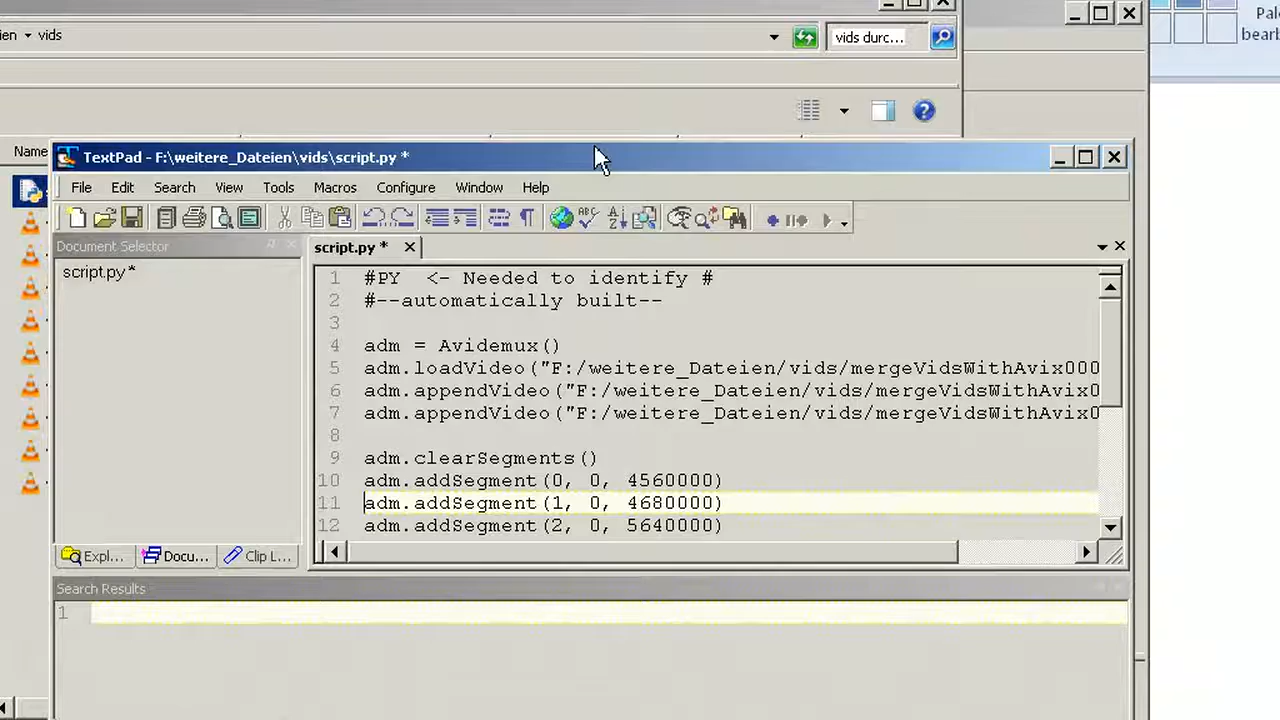 ien vids
vids durc...
Pale
bearb
Name
TextPad - F:\weitere_Dateien\vids\script.py *
File Edit Search View Tools Macros Configure Window Help
Document Selector
script.py *
script.py *
1 #PY <- Needed to identify #
2 #--automatically built--
3
4 adm = Avidemux()
5 adm.loadVideo("F:/weitere_Dateien/vids/mergeVidsWithAvix000
6 adm.appendVideo("F:/weitere_Dateien/vids/mergeVidsWithAvix0
7 adm.appendVideo("F:/weitere_Dateien/vids/mergeVidsWithAvix0
8
9 adm.clearSegments()
10 adm.addSegment(0, 0, 4560000)
11 adm.addSegment(1, 0, 4680000)
12 adm.addSegment(2, 0, 5640000)
Expl... Docu... Clip L...
Search Results
1